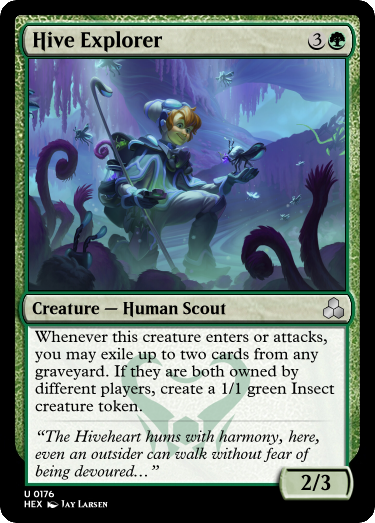 Hive Explorer 3
Creature — Human Scout
Whenever this creature enters or attacks,
you may exile up to two cards from any
graveyard. If they are both owned by
different players, create a 1/1 green Insect
creature token.
“The Hiveheart hums with harmony, here,
even an outsider can walk without fear of
being devoured…”
2/3
U 0176
HEX Jay Larsen